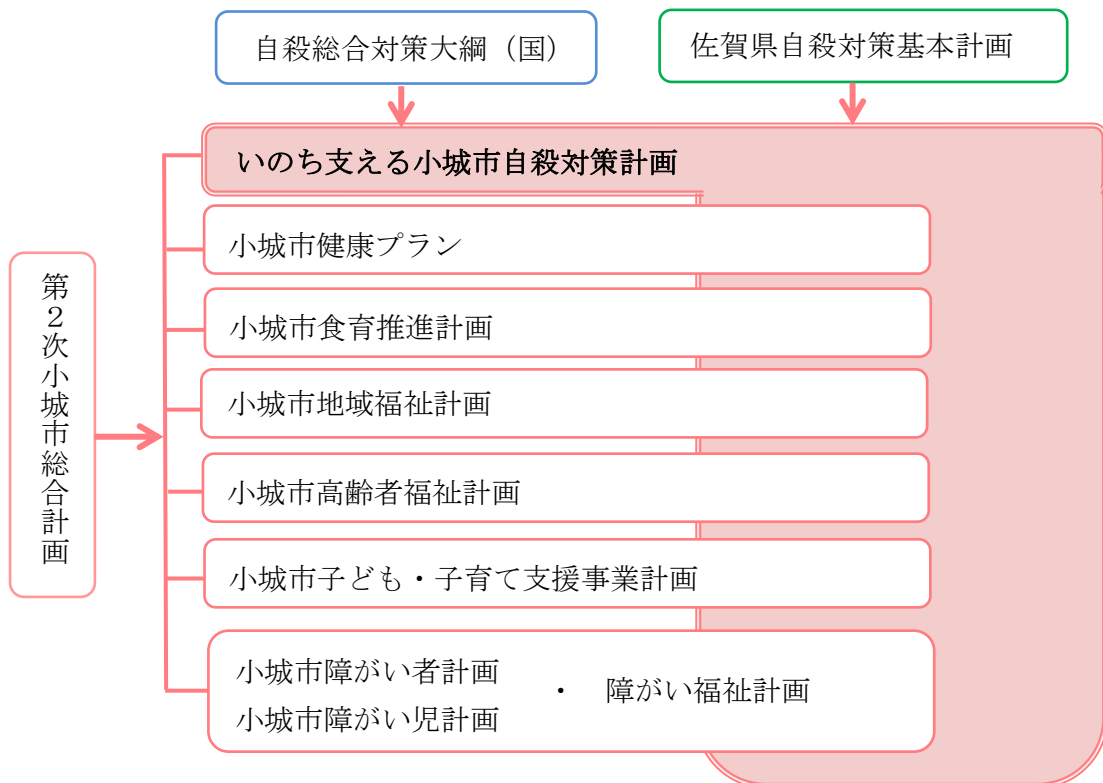 自殺総合対策大綱（国）
佐賀県自殺対策基本計画
いのち支える小城市自殺対策計画
第２次小城市総合計画
小城市健康プラン
小城市食育推進計画
小城市地域福祉計画
小城市高齢者福祉計画
小城市子ども・子育て支援事業計画
小城市障がい者計画
小城市障がい児計画
・　障がい福祉計画